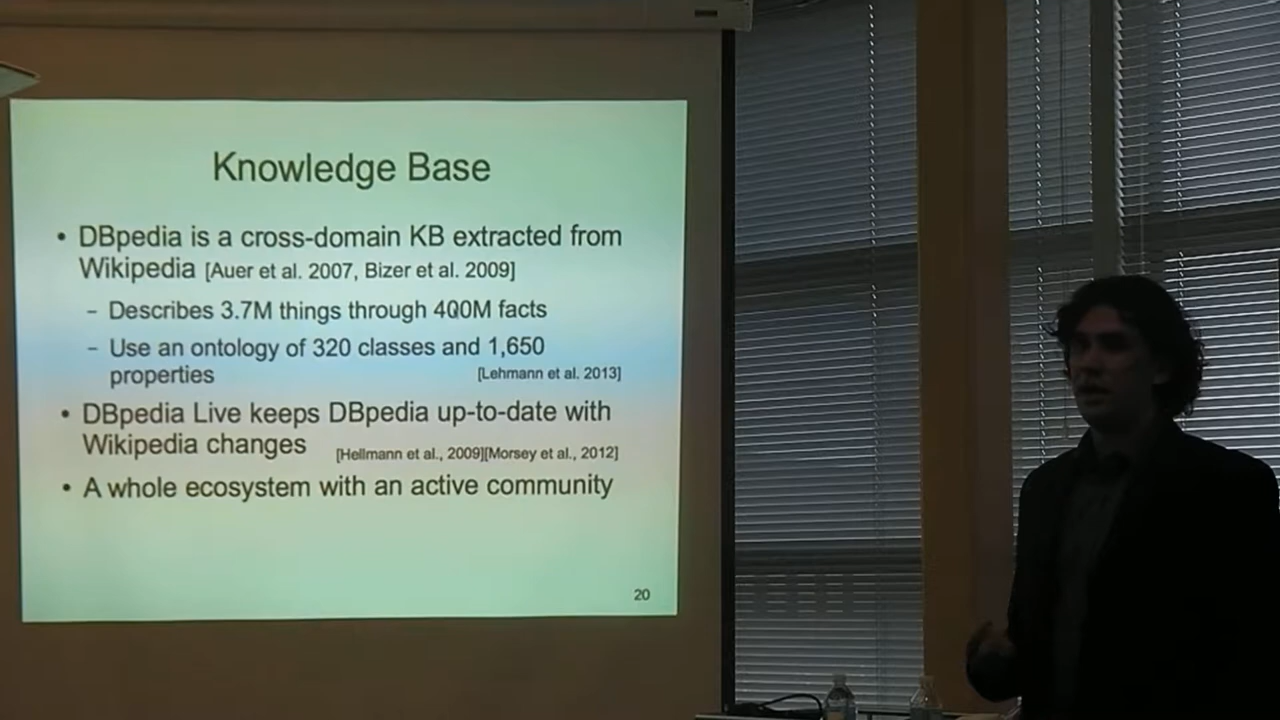 Knowledge Base
• DBpedia is a cross-domain KB extracted from
Wikipedia [Auer et al. 2007, Bizer et al. 2009]
– Describes 3.7M things through 400M facts
– Use an ontology of 320 classes and 1,650
properties [Lehmann et al. 2013]
• DBpedia Live keeps DBpedia up-to-date with
Wikipedia changes [Hellmann et al., 2009][Morsey et al., 2012]
• A whole ecosystem with an active community
20